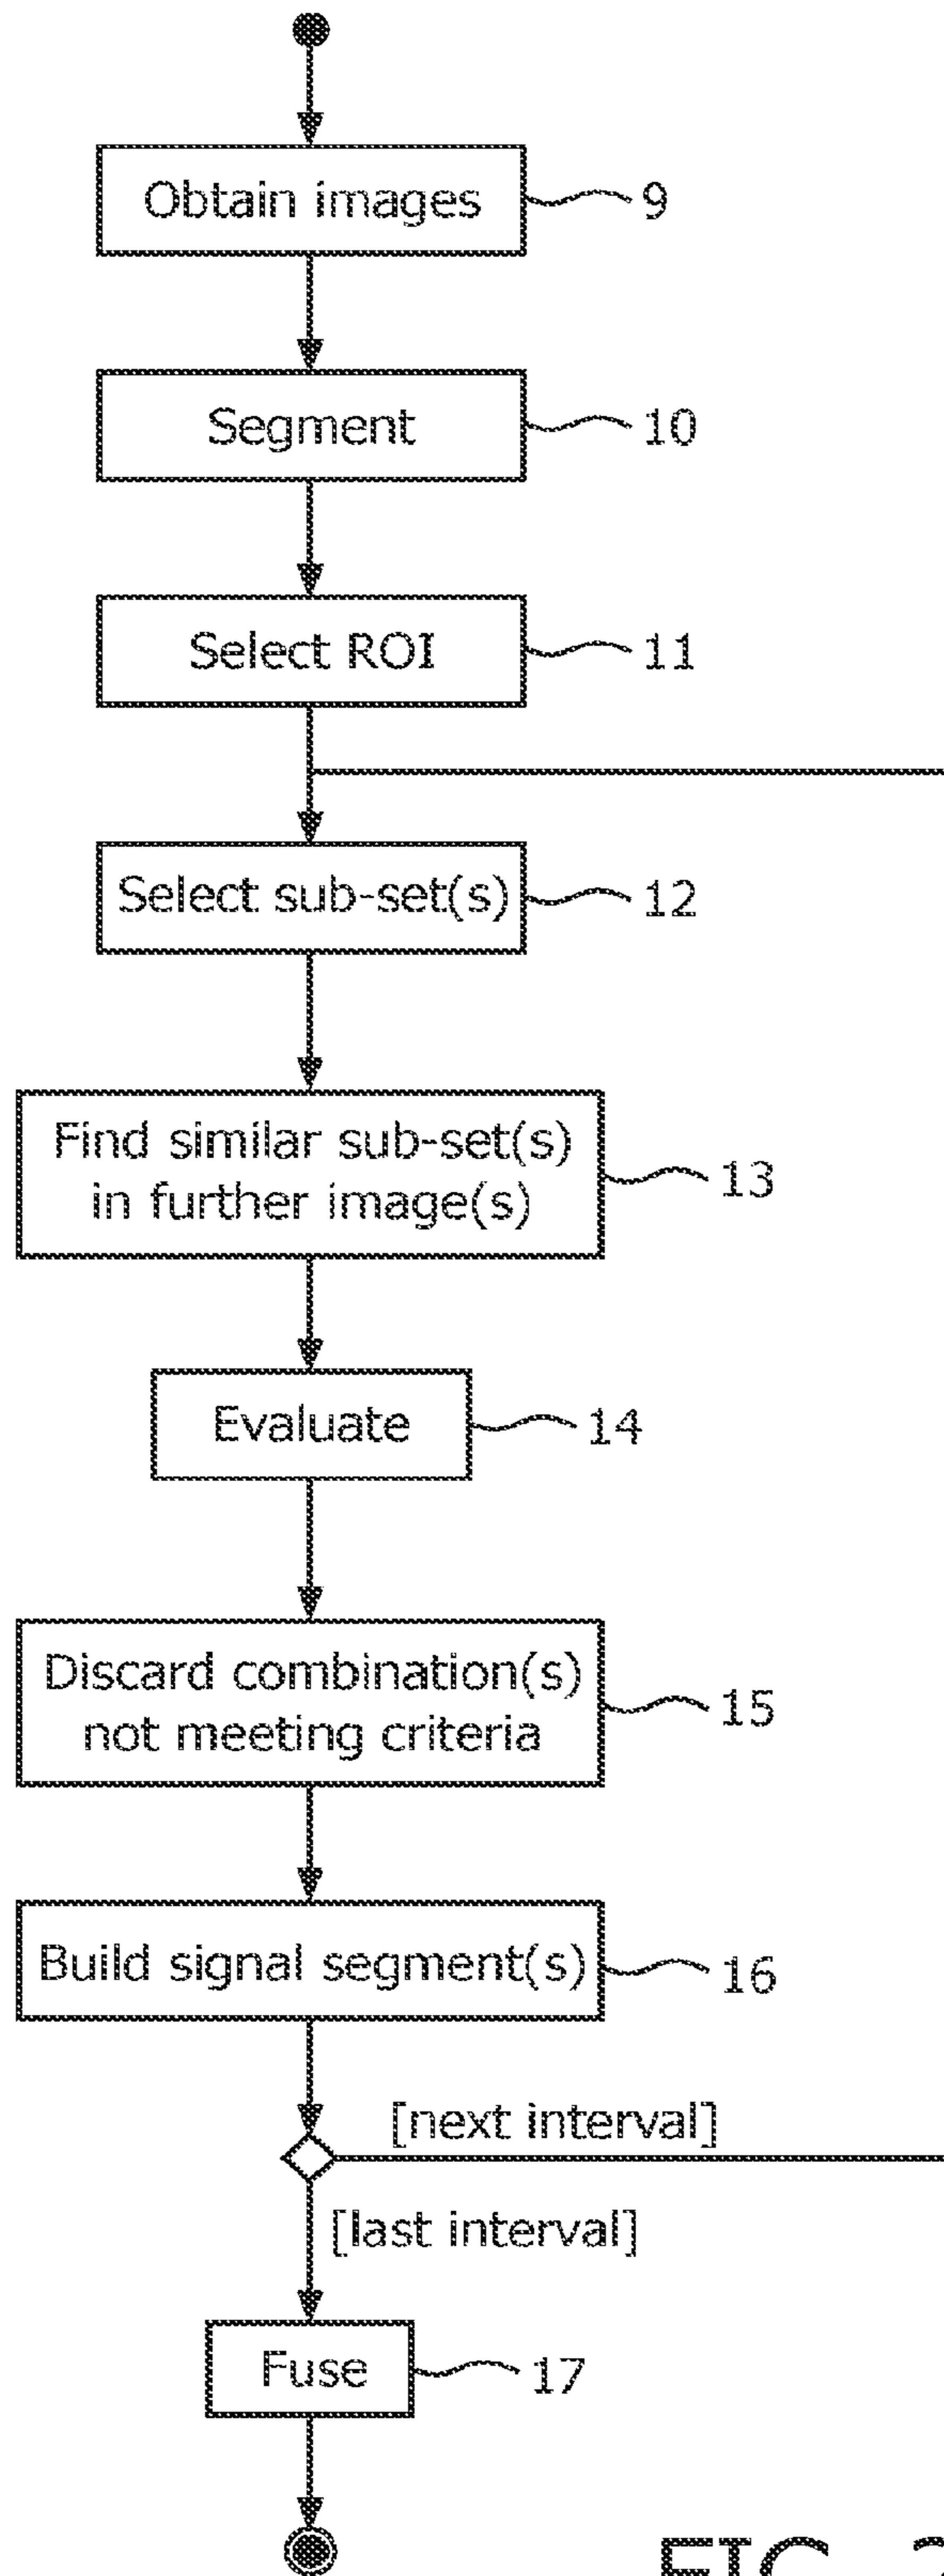 Obtain images
9
Segment
10
Select ROI
11
Select sub-set(s)
12
Find similar sub-set(s)
in further image(s)
13
Evaluate
14
Discard combination(s)
not meeting criteria
15
Build signal segment(s)
16
[next interval]
[last interval]
Fuse
17
FIG. 2